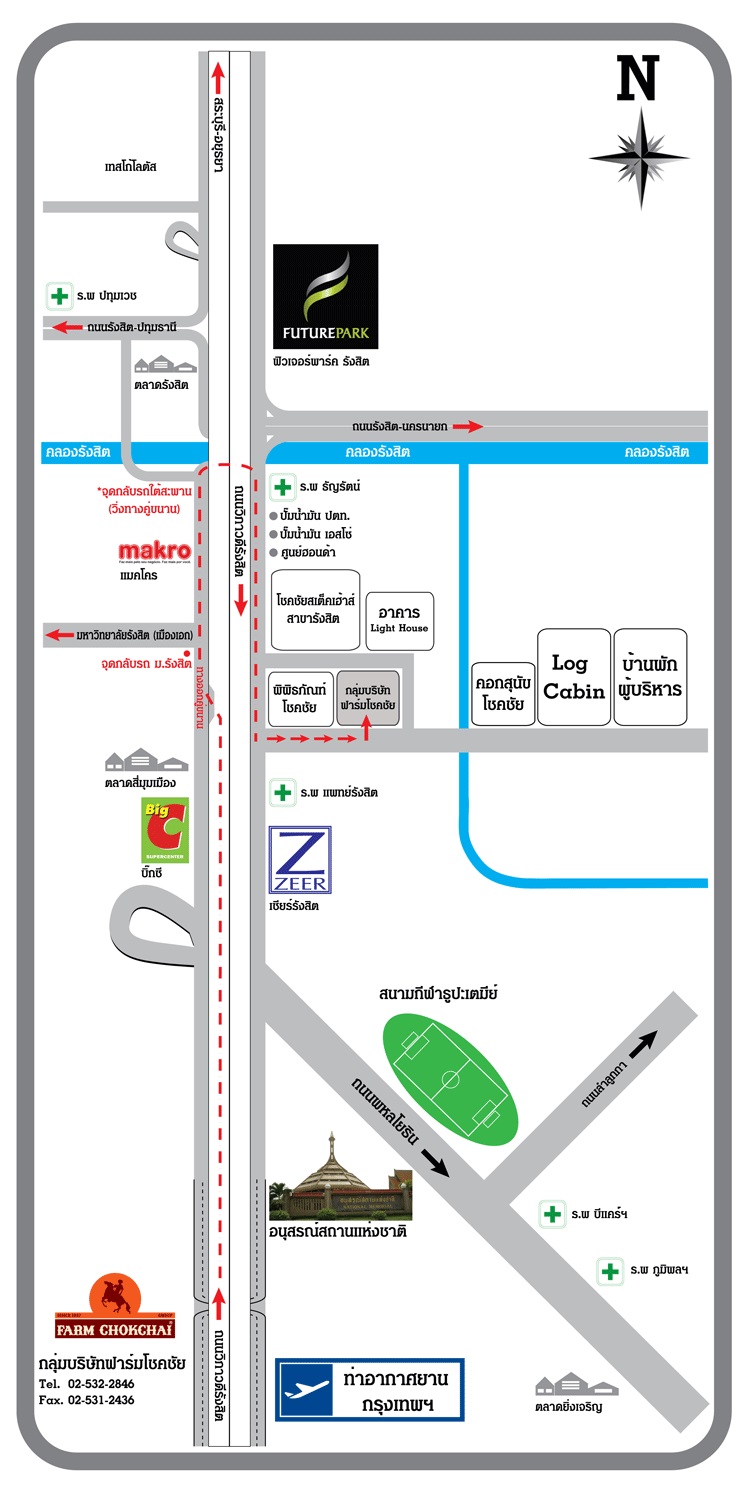 N
สระบุรี-อยุธยา
เทสโก้โลตัส
ร.พ ปทุมเวช
ถนนรังสิต-ปทุมธานี
ตลาดรังสิต
FUTUREPARK
ฟิวเจอร์พาร์ค รังสิต
ถนนรังสิต-นครนายก
คลองรังสิต
คลองรังสิต
คลองรังสิต
*จุดกลับรถใต้สะพาน
(วิ่งทางคู่ขนาน)
ถนนวิภาวดีรังสิต
ร.พ ธัญรัตน์
ปั๊มน้ำมัน ปตท.
ปั๊มน้ำมัน เอสโซ่
ศูนย์ฮอนด้า
makro
แมคโคร
มหาวิทยาลัยรังสิต (เมืองเอก)
จุดกลับรถ ม.รังสิต
ทางออกคู่ขนาน
โชคชัยสเต็คเฮ้าส์
สาขารังสิต
อาคาร
Light House
พิพิธภัณฑ์
โชคชัย
กลุ่มบริษัท
ฟาร์มโชคชัย
คอกสุนัข
โชคชัย
Log
Cabin
บ้านพัก
ผู้บริหาร
ตลาดสี่มุมเมือง
Big
C
SUPERCENTER
บิ๊กซี
ร.พ แพทย์รังสิต
Z
ZEER
เซียร์รังสิต
สนามกีฬาธูปะเตมีย์
ถนนพหลโยธิน
ถนนลำลูกกา
อนุสรณ์สถานแห่งชาติ
ร.พ บีแคร์ฯ
ร.พ ภูมิพลฯ
FARM CHOKCHAI
กลุ่มบริษัทฟาร์มโชคชัย
Tel. 02-532-2846
Fax. 02-531-2436
ถนนวิภาวดีรังสิต
ท่าอากาศยาน
กรุงเทพฯ
ตลาดยิ่งเจริญ